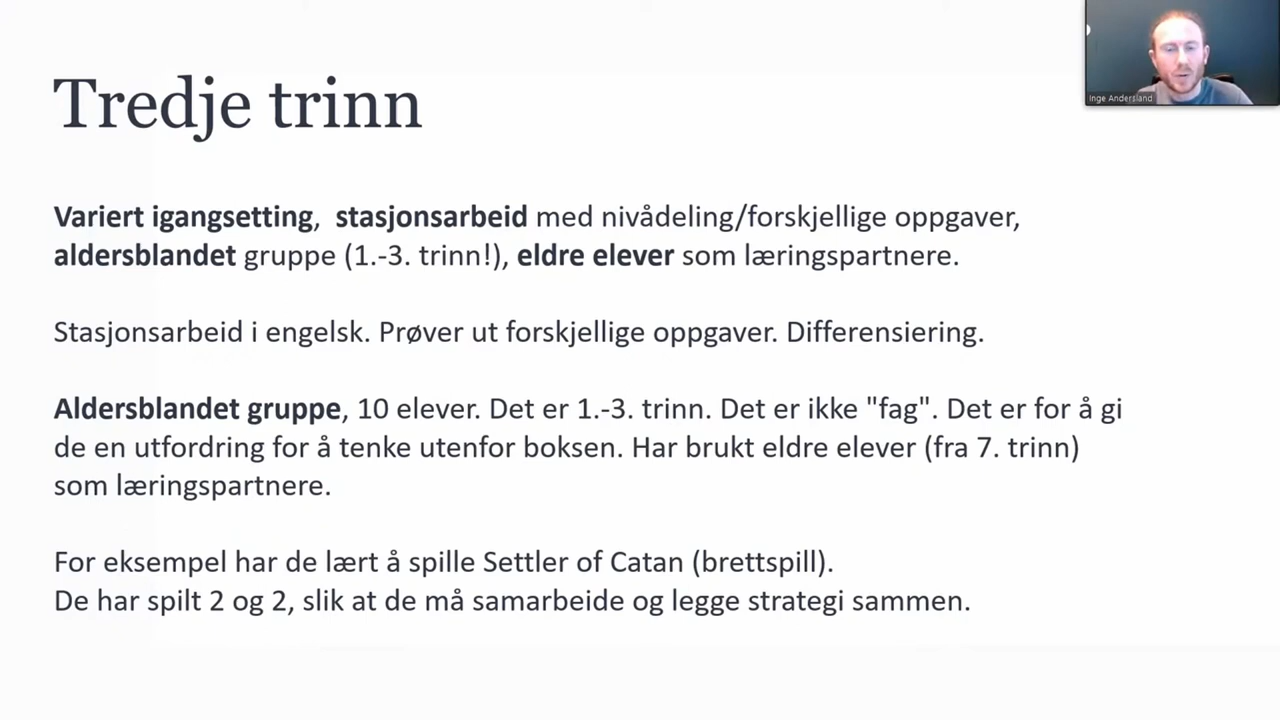 Tredje trinn
Inge Andersland
Variert igangsetting,  stasjonsarbeid med nivådeling/forskjellige oppgaver,
aldersblandet gruppe (1.-3. trinn!), eldre elever som læringspartnere.
Stasjonsarbeid i engelsk. Prøver ut forskjellige oppgaver. Differensiering.
Aldersblandet gruppe, 10 elever. Det er 1.-3. trinn. Det er ikke "fag". Det er for å gi
de en utfordring for å tenke utenfor boksen. Har brukt eldre elever (fra 7. trinn)
som læringspartnere.
For eksempel har de lært å spille Settler of Catan (brettspill).
De har spilt 2 og 2, slik at de må samarbeide og legge strategi sammen.